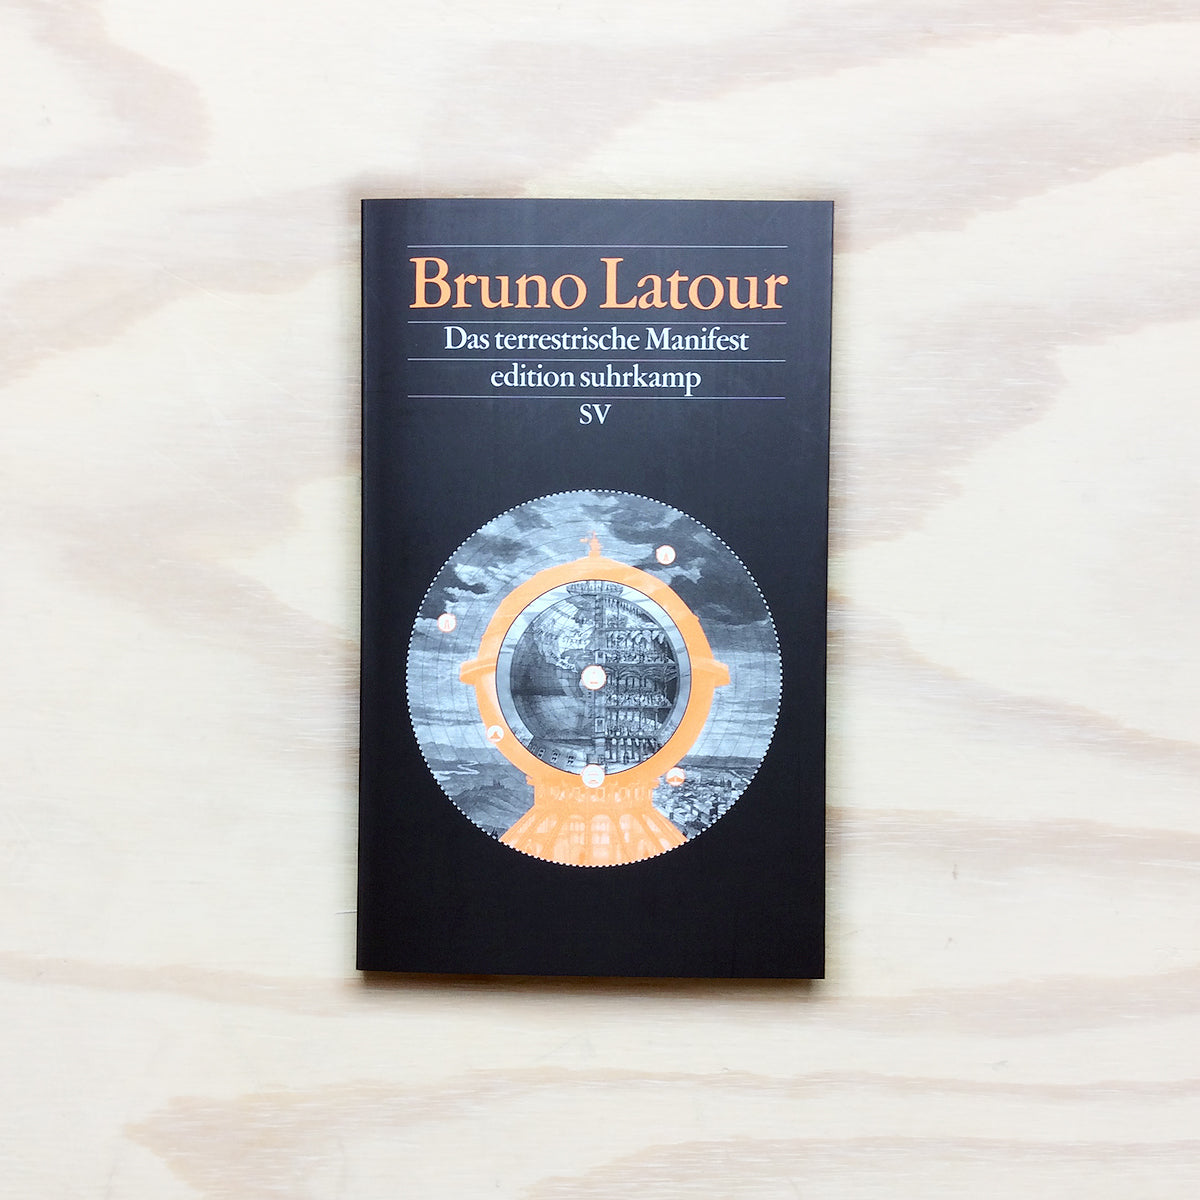 Bruno Latour
Das terrestrische Manifest
edition suhrkamp
SV